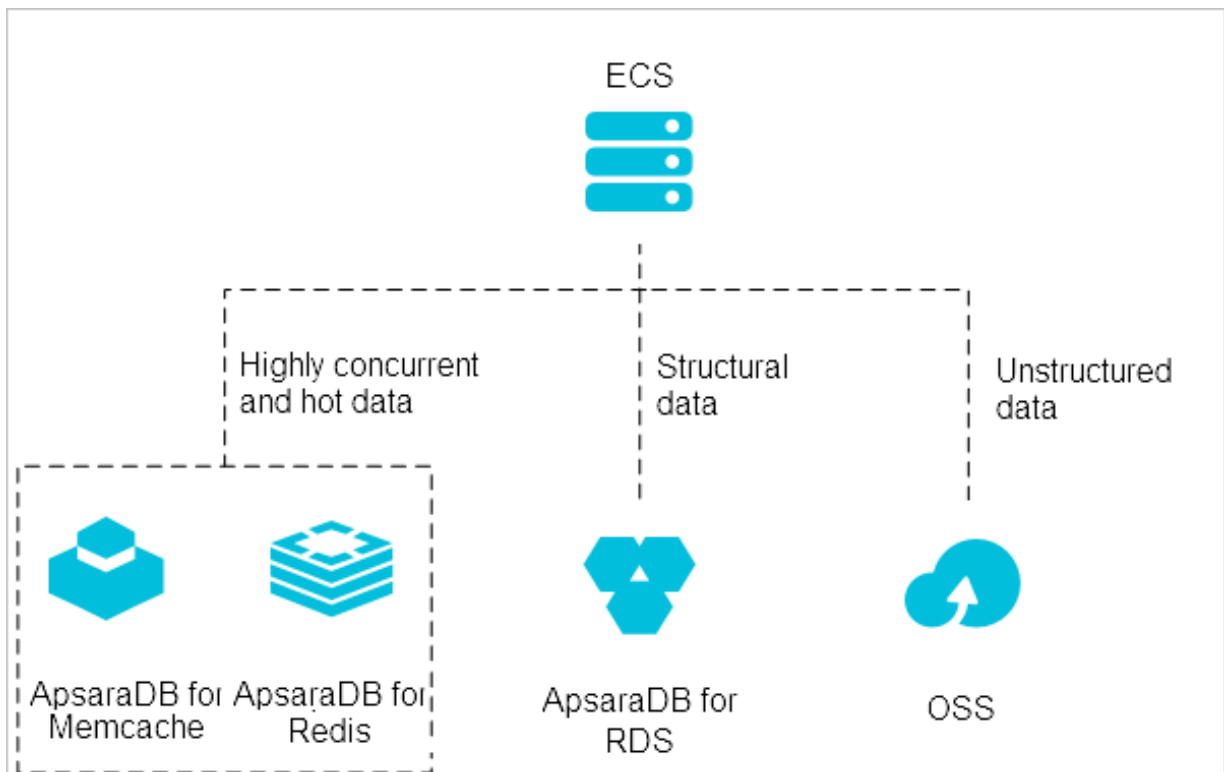 ECS
Highly concurrent
and hot data
Structural
data
Unstructured
data
ApsaraDB for
Memcache
ApsaraDB for
Redis
ApsaraDB for
RDS
OSS